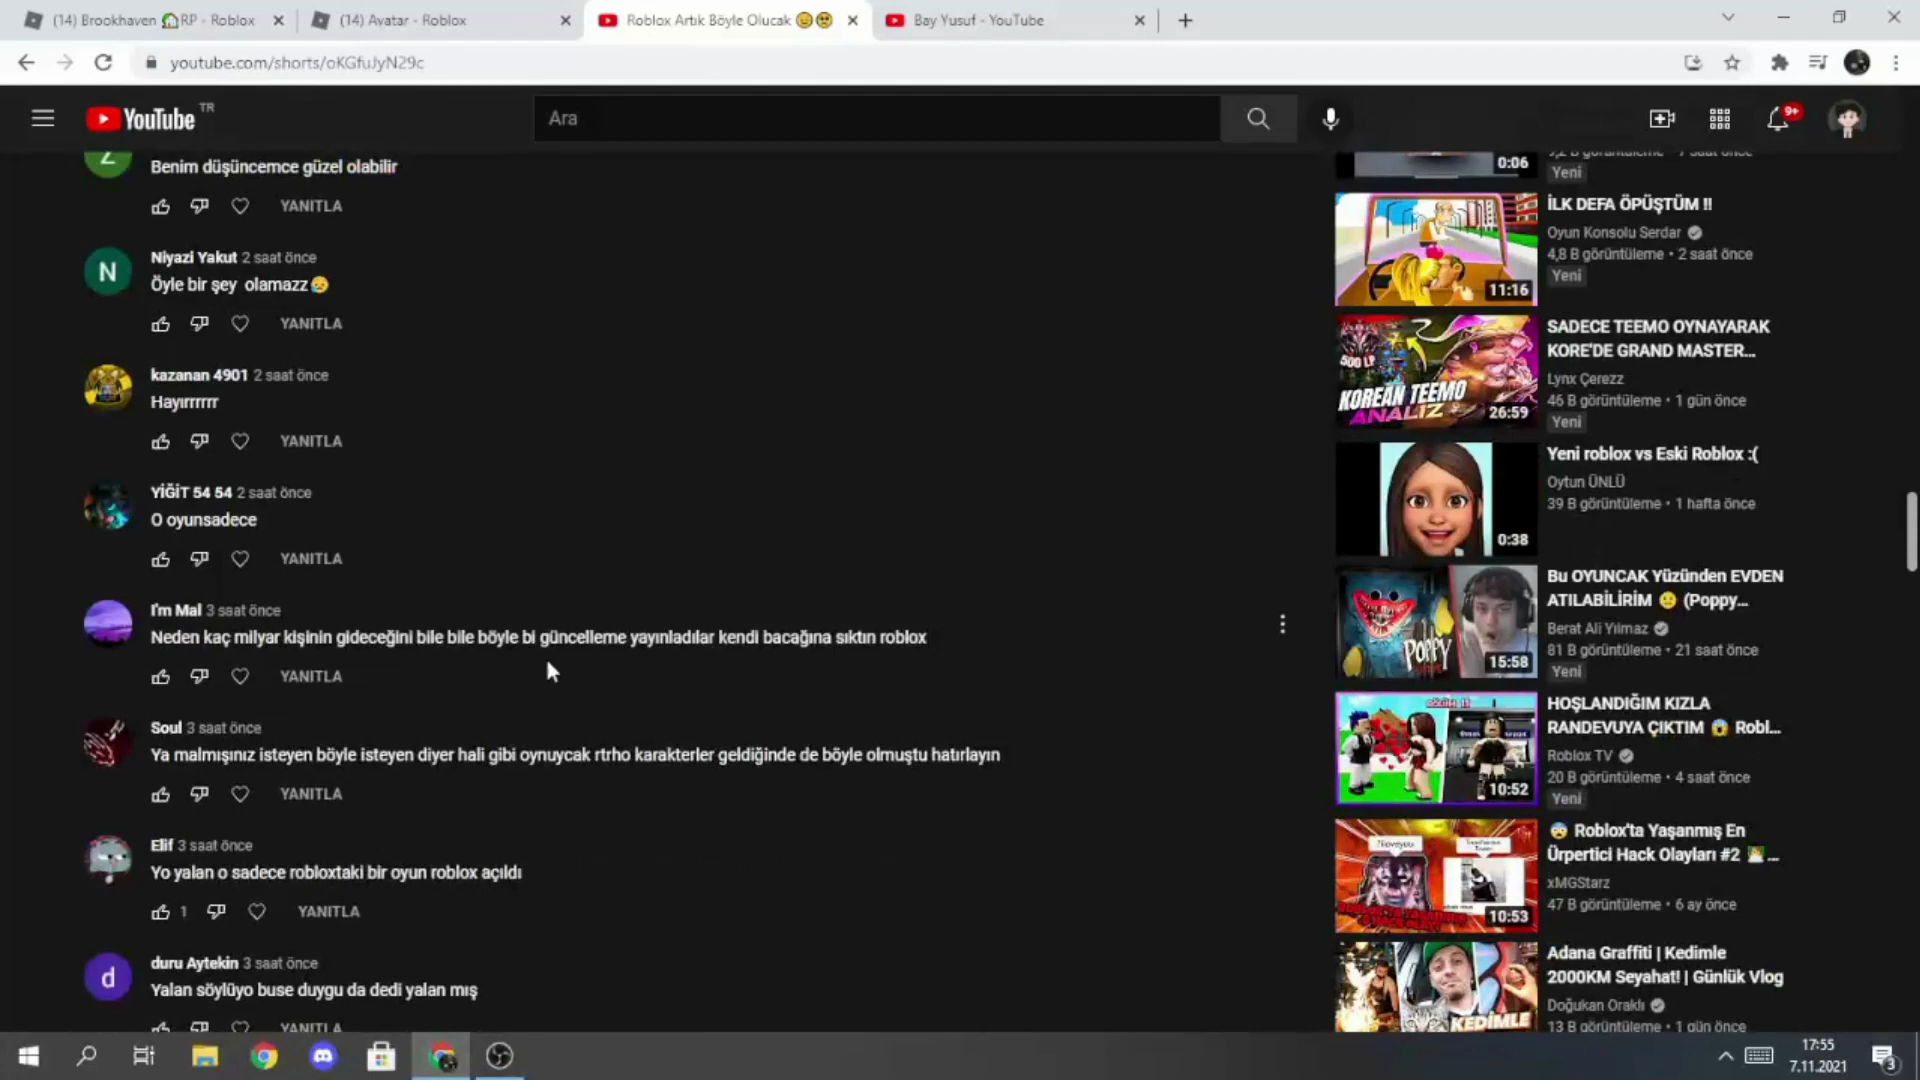 (14) Brookhaven 🏡RP - Roblox
(14) Avatar - Roblox
Roblox Artık Böyle Olucak
Bay Yusuf - YouTube
youtube.com/shorts/oKGfuJyN29c
YouTube TR
Ara
9+
Z
Benim düşüncemce güzel olabilir
YANITLA
N
Niyazi Yakut 2 saat önce
Öyle bir şey olamazz😥
YANITLA
kazanan 4901 2 saat önce
Hayırrrrrr
YANITLA
YİĞİT 54 54 2 saat önce
O oyunsadece
YANITLA
I'm Mal 3 saat önce
Neden kaç milyar kişinin gideceğini bile bile böyle bi güncelleme yayınladılar kendi bacağına sıktın roblox
YANITLA
Soul 3 saat önce
Ya malmışınız isteyen böyle isteyen diyer hali gibi oynuycak rtrho karakterler geldiğinde de böyle olmuştu hatırlayın
YANITLA
Elif 3 saat önce
Yo yalan o sadece robloxtaki bir oyun roblox açıldı
1 YANITLA
d
duru Aytekin 3 saat önce
Yalan söylüyo buse duygu da dedi yalan mış
YANITLA
0:06
9,2 B görüntüleme • 7 saat önce
Yeni
11:16
İLK DEFA ÖPÜŞTÜM !!
Oyun Konsolu Serdar
4,8 B görüntüleme • 2 saat önce
Yeni
500 LP
KOREAN TEEMO
ANALIZ
26:59
SADECE TEEMO OYNAYARAK
KORE'DE GRAND MASTER...
Lynx Çerezz
46 B görüntüleme • 1 gün önce
Yeni
0:38
Yeni roblox vs Eski Roblox :(
Oytun ÜNLÜ
39 B görüntüleme • 1 hafta önce
POPPY
15:58
Bu OYUNCAK Yüzünden EVDEN
ATILABİLİRİM 😐 (Poppy...
Berat Ali Yılmaz
81 B görüntüleme • 21 saat önce
Yeni
10:52
HOŞLANDIĞIM KIZLA
RANDEVUYA ÇIKTIM 😱 Robl...
Roblox TV
20 B görüntüleme • 4 saat önce
Yeni
10:53
😨 Roblox'ta Yaşanmış En
Ürpertici Hack Olayları #2 ...
xMGStarz
47 B görüntüleme • 6 ay önce
KEDİMLE
Adana Graffiti | Kedimle
2000KM Seyahat! | Günlük Vlog
Doğukan Oraklı
13 B görüntüleme • 1 gün önce
17:55
7.11.2021
3